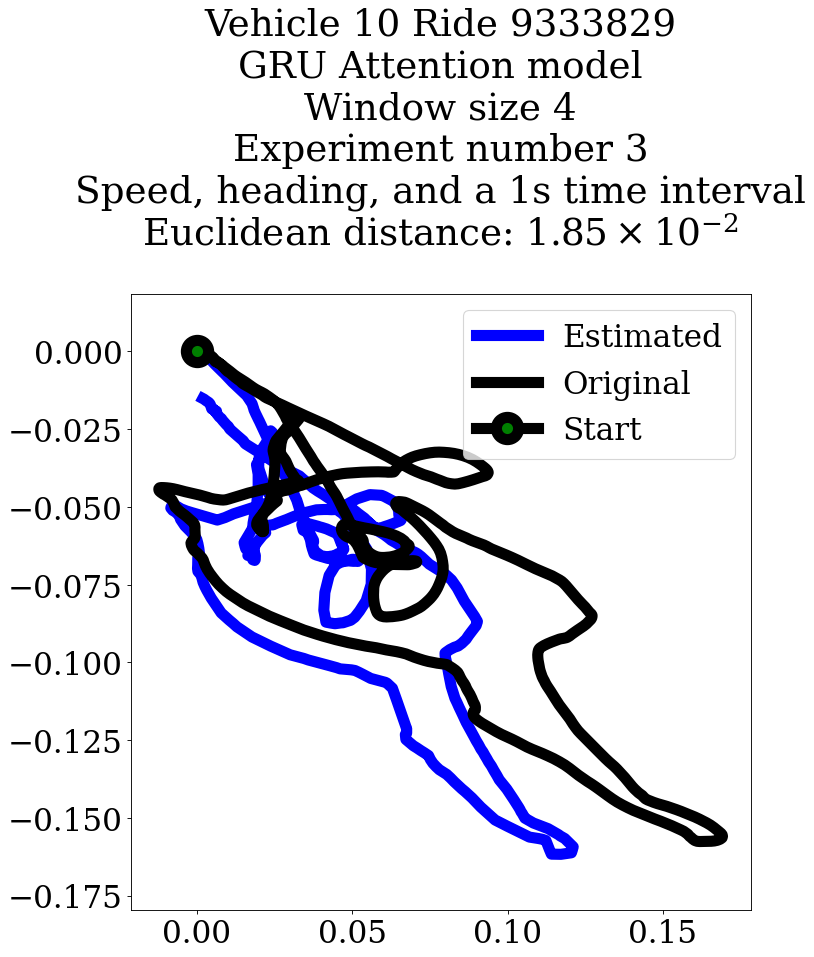 Vehicle 10 Ride 9333829
GRU Attention model
Window size 4
Experiment number 3
Speed, heading, and a 1s time interval
Euclidean distance: 1.85 × 10⁻²
Estimated
Original
Start
0.000
−0.025
−0.050
−0.075
−0.100
−0.125
−0.150
−0.175
0.00 0.05 0.10 0.15